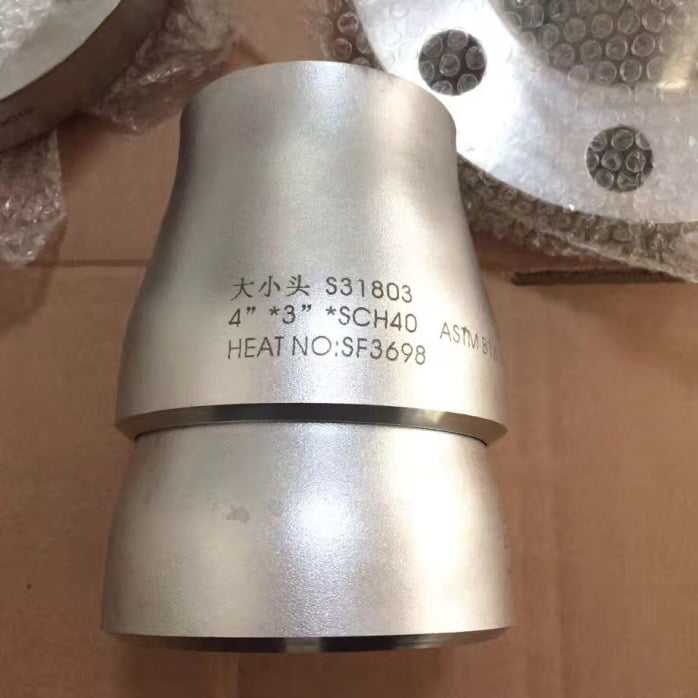 大小头 S31803
4” *3” *SCH40
HEAT NO:SF3698
ASTM